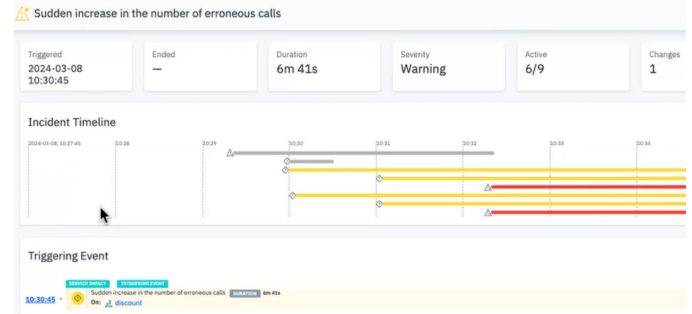 Sudden increase in the number of erroneous calls
Triggered
2024-03-08
10:30:45
Ended
—
Duration
6m 41s
Severity
Warning
Active
6/9
Changes
1
Incident Timeline
2024-03-08, 10:27:45 10:28 10:29 10:30 10:31 10:32 10:33 10:34
Triggering Event
SERVICE IMPACT TRIGGERING EVENT
10:30:45 · Sudden increase in the number of erroneous calls DURATION 6m 41s
On: discount